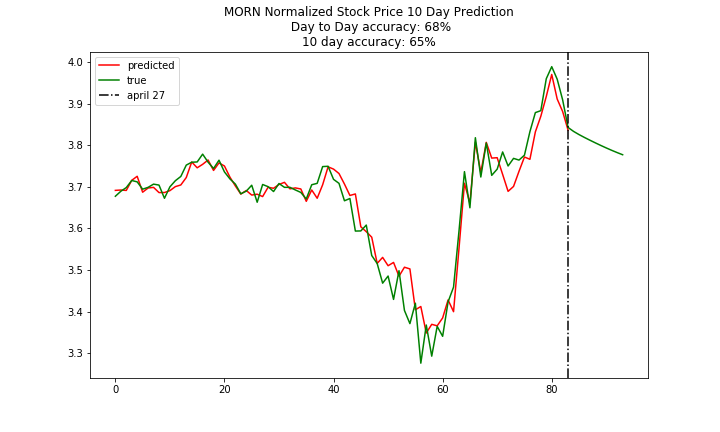 MORN Normalized Stock Price 10 Day Prediction
Day to Day accuracy: 68%
10 day accuracy: 65%
predicted
true
april 27
4.0
3.9
3.8
3.7
3.6
3.5
3.4
3.3
0 20 40 60 80